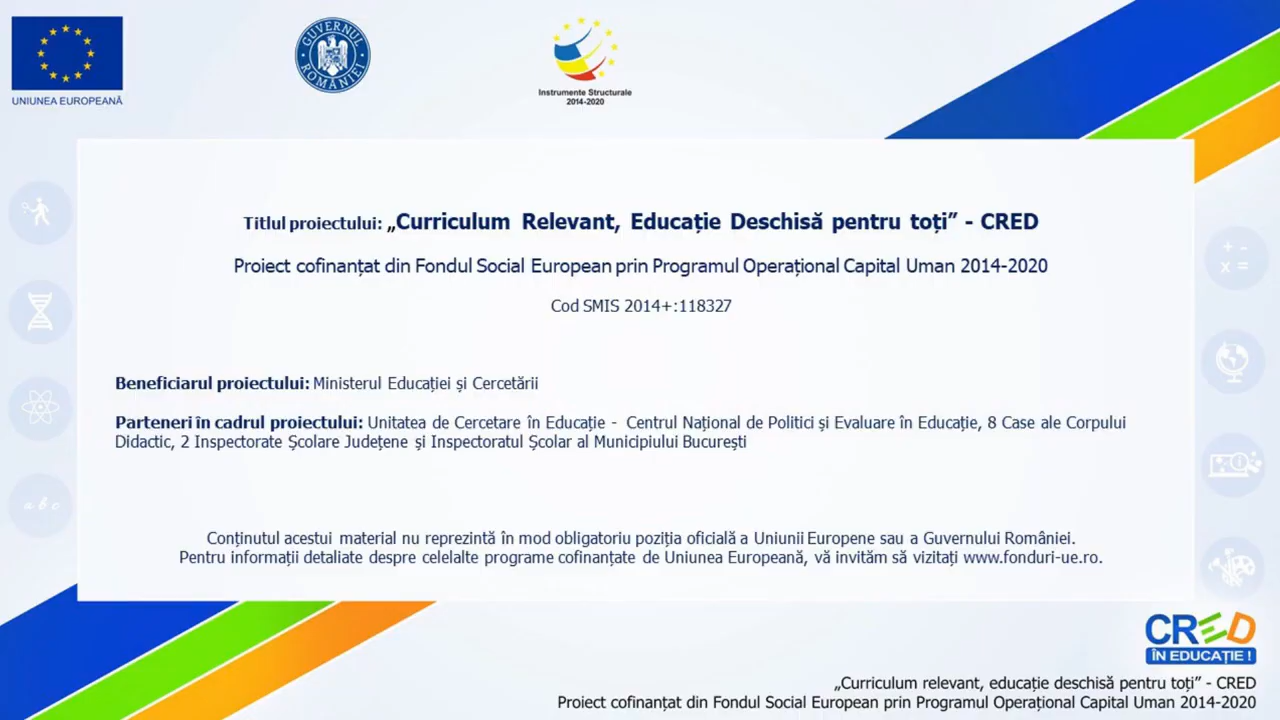 UNIUNEA EUROPEANĂ
GUVERNUL ROMÂNIEI
Instrumente Structurale
2014-2020
Titlul proiectului: „Curriculum Relevant, Educație Deschisă pentru toți” - CRED
Proiect cofinanțat din Fondul Social European prin Programul Operațional Capital Uman 2014-2020
Cod SMIS 2014+:118327
+ -
x =
Beneficiarul proiectului: Ministerul Educației și Cercetării
Parteneri în cadrul proiectului: Unitatea de Cercetare în Educație - Centrul Național de Politici și Evaluare în Educație, 8 Case ale Corpului
Didactic, 2 Inspectorate Școlare Județene și Inspectoratul Școlar al Municipiului București
a b c
Conținutul acestui material nu reprezintă în mod obligatoriu poziția oficială a Uniunii Europene sau a Guvernului României.
Pentru informații detaliate despre celelalte programe cofinanțate de Uniunea Europeană, vă invităm să vizitați www.fonduri-ue.ro.
CRED
ÎN EDUCAȚIE !
„Curriculum relevant, educație deschisă pentru toți” - CRED
Proiect cofinanțat din Fondul Social European prin Programul Operațional Capital Uman 2014-2020